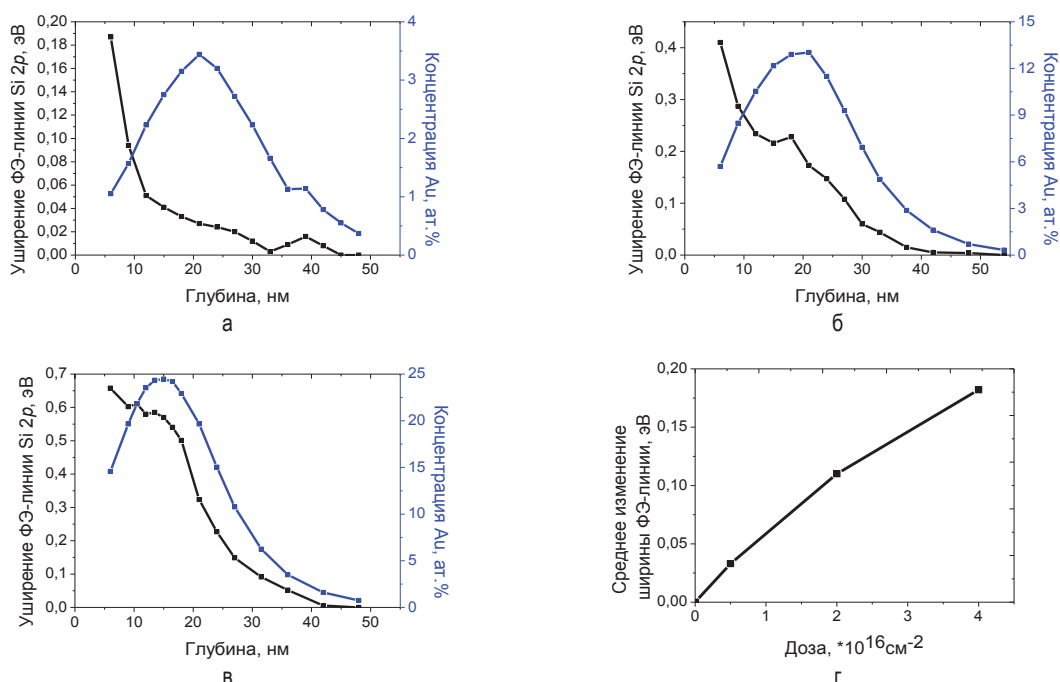 0,20
0,18
0,16
0,14
0,12
0,10
0,08
0,06
0,04
0,02
0,00
Уширение ФЭ-линии Si 2p, эВ
0 10 20 30 40 50
Глубина, нм
4
3
2
1
0
Концентрация Au, ат.%
а
0,4
0,3
0,2
0,1
0,0
Уширение ФЭ-линии Si 2p, эВ
0 10 20 30 40 50
Глубина, нм
15
12
9
6
3
0
Концентрация Au, ат.%
б
0,7
0,6
0,5
0,4
0,3
0,2
0,1
0,0
Уширение ФЭ-линии Si 2p, эВ
0 10 20 30 40 50
Глубина, нм
25
20
15
10
5
0
Концентрация Au, ат.%
в
0,20
0,15
0,10
0,05
0,00
Среднее изменение
ширины ФЭ-линии, эВ
0 1 2 3 4
Доза, *10¹⁶см⁻²
г